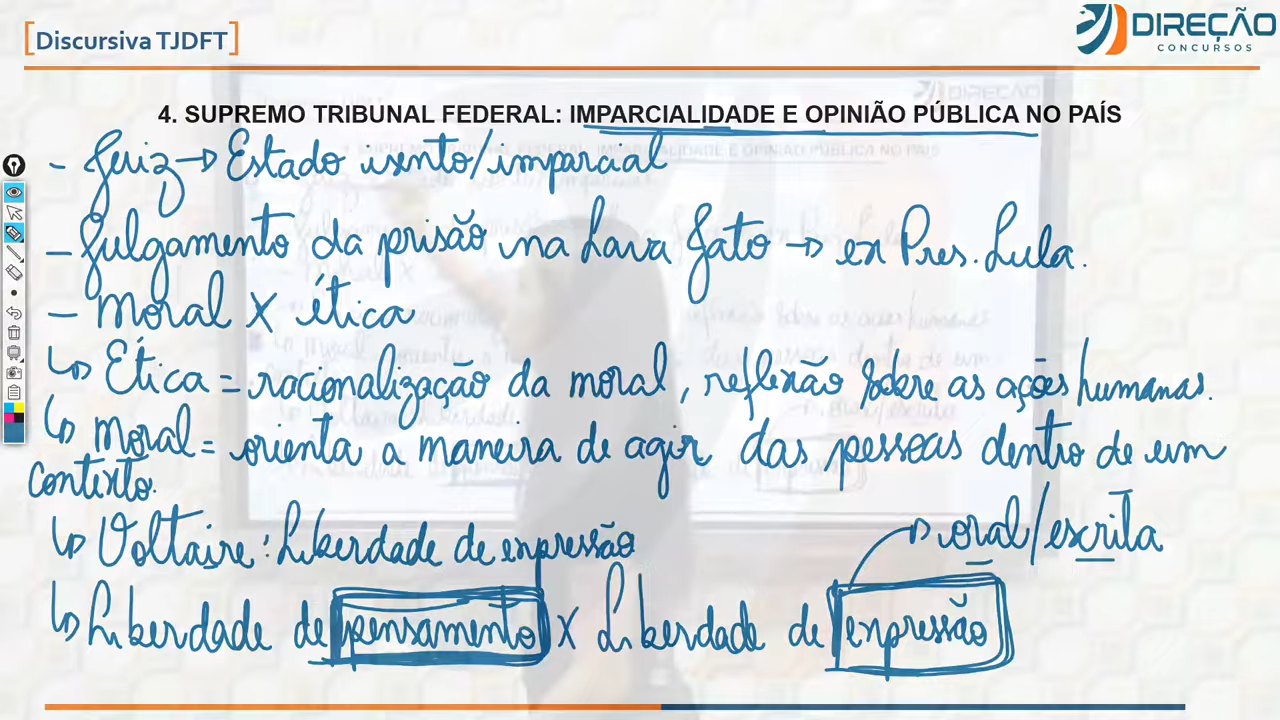 [Discursiva TJDFT]
DIREÇÃO
CONCURSOS
4. SUPREMO TRIBUNAL FEDERAL: IMPARCIALIDADE E OPINIÃO PÚBLICA NO PAÍS
- Juiz → Estado isento/imparcial
- Julgamento da prisão na Lava Jato → ex Pres. Lula.
- Moral X ética
↳ Ética = racionalização da moral, reflexão sobre as ações humanas.
↳ Moral = orienta a maneira de agir das pessoas dentro de um
contexto.
↳ Voltaire: Liberdade de expressão
→ oral/escrita
↳ Liberdade de pensamento X Liberdade de expressão